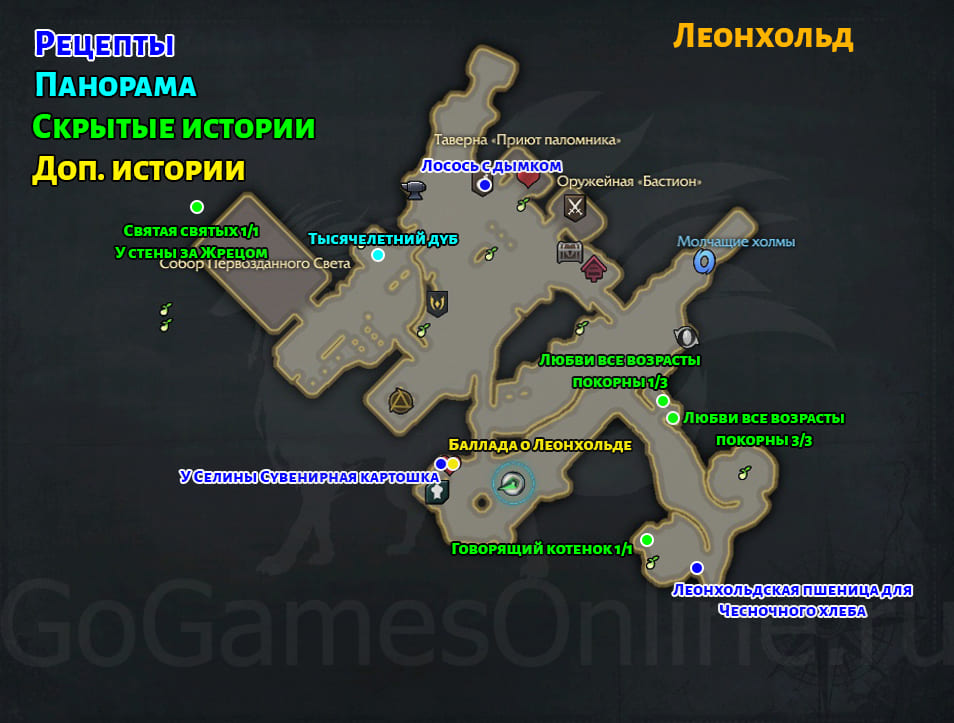 Рецепты
Леонхольд
Панорама
Скрытые истории
Доп. истории
Таверна «Приют паломника»
Лосось с дымком
Оружейная «Бастион»
Святая святых 1/1
У стены за Жрецом
Собор Первозданного Света
Тысячелетний дуб
Молчащие холмы
Любви все возрасты
покорны 1/3
Любви все возрасты
покорны 3/3
Баллада о Леонхольде
У Селины Сувенирная картошка
Говорящий котенок 1/1
Леонхольдская пшеница для
Чесночного хлеба
GoGamesOnline.ru